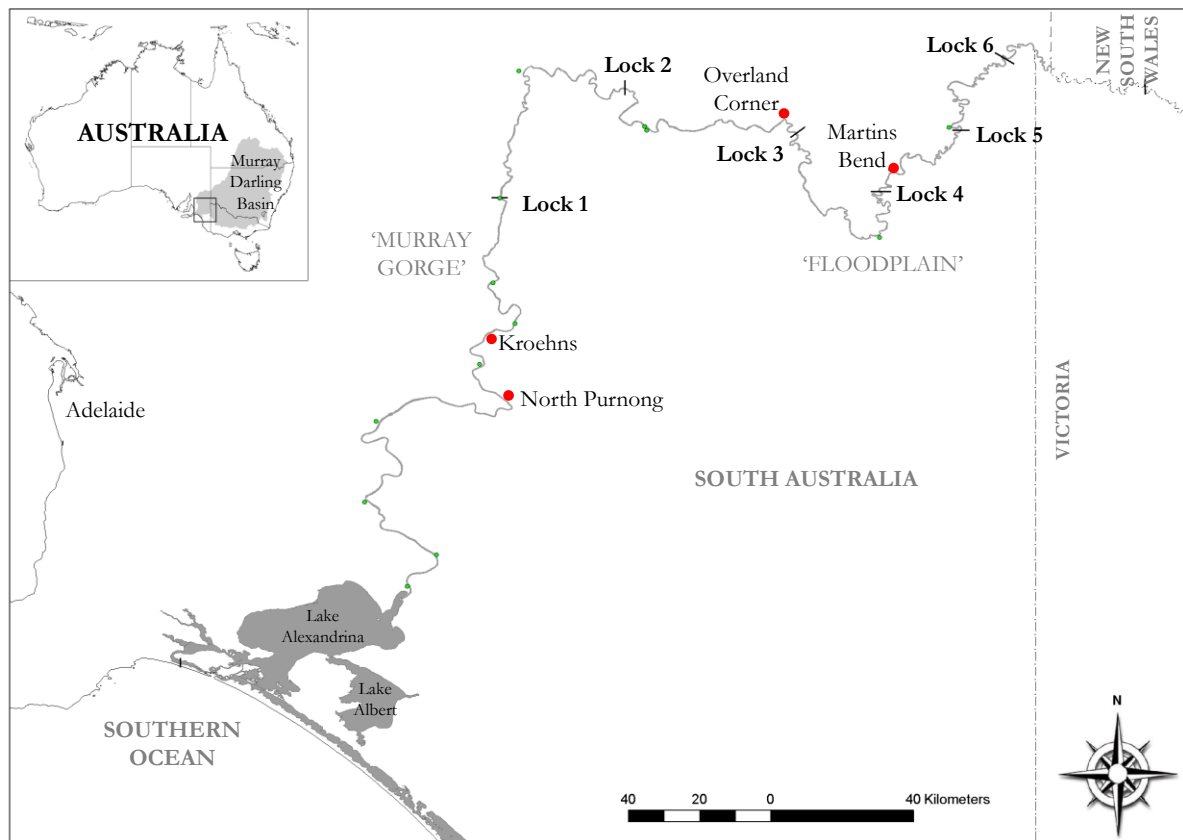 AUSTRALIA
Murray
Darling
Basin
Lock 6
NEW
SOUTH
WALES
Lock 2
Overland
Corner
Lock 3
Martins
Bend
Lock 5
Lock 4
Lock 1
'MURRAY
GORGE'
'FLOODPLAIN'
Kroehns
North Purnong
Adelaide
VICTORIA
SOUTH AUSTRALIA
Lake
Alexandrina
Lake
Albert
SOUTHERN
OCEAN
N
40 20 0 40 Kilometers